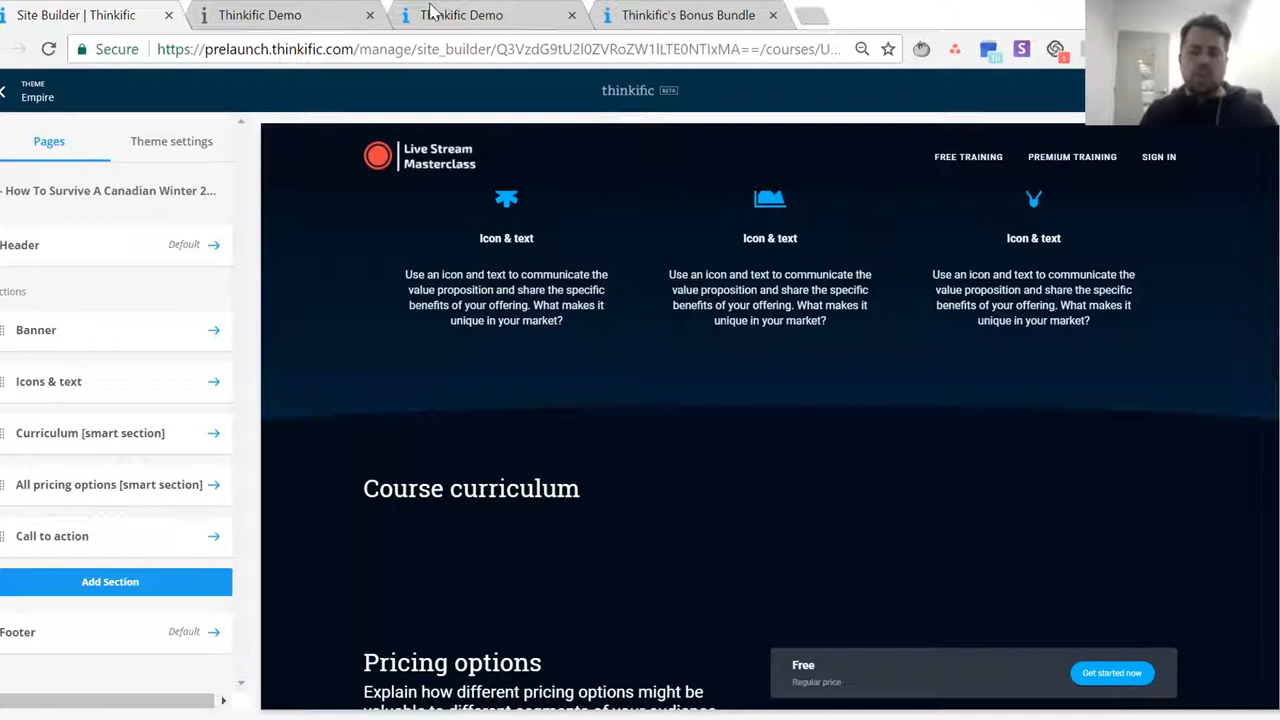 Site Builder | Thinkific
Thinkific Demo
Thinkific Demo
Thinkific's Bonus Bundle
Secure
https://prelaunch.thinkific.com/manage/site_builder/Q3VzdG9tU2l0ZVRoZW1lLTE0NTIxMA==/courses/U...
S
1
THEME
Empire
thinkific BETA
Pages
Theme settings
- How To Survive A Canadian Winter 2...
Header
Default
ctions
Banner
Icons & text
Curriculum [smart section]
All pricing options [smart section]
Call to action
Add Section
Footer
Default
Live Stream
Masterclass
FREE TRAINING
PREMIUM TRAINING
SIGN IN
Icon & text
Use an icon and text to communicate the
value proposition and share the specific
benefits of your offering. What makes it
unique in your market?
Icon & text
Use an icon and text to communicate the
value proposition and share the specific
benefits of your offering. What makes it
unique in your market?
Icon & text
Use an icon and text to communicate the
value proposition and share the specific
benefits of your offering. What makes it
unique in your market?
Course curriculum
Pricing options
Explain how different pricing options might be
valuable to different segments of your audience.
Free
Regular price
Get started now